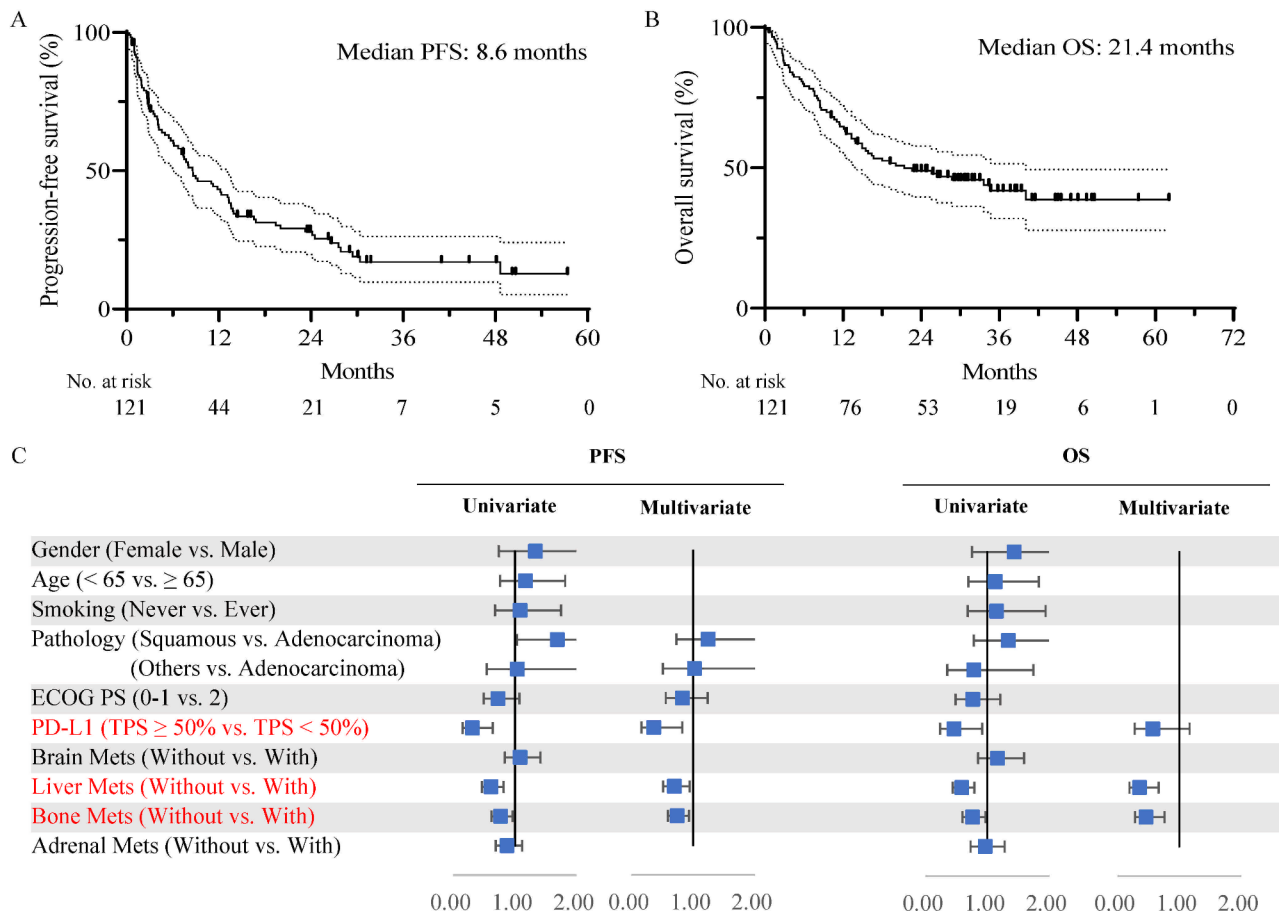 A
Median PFS: 8.6 months
Progression-free survival (%)
100
50
0
0 12 24 36 48 60
Months
No. at risk
121 44 21 7 5 0
B
Median OS: 21.4 months
Overall survival (%)
100
50
0
0 12 24 36 48 60 72
Months
No. at risk
121 76 53 19 6 1 0
C
PFS OS
Univariate Multivariate Univariate Multivariate
Gender (Female vs. Male)
Age (< 65 vs. ≥ 65)
Smoking (Never vs. Ever)
Pathology (Squamous vs. Adenocarcinoma)
(Others vs. Adenocarcinoma)
ECOG PS (0-1 vs. 2)
PD-L1 (TPS ≥ 50% vs. TPS < 50%)
Brain Mets (Without vs. With)
Liver Mets (Without vs. With)
Bone Mets (Without vs. With)
Adrenal Mets (Without vs. With)
0.00 1.00 2.00 0.00 1.00 2.00 0.00 1.00 2.00 0.00 1.00 2.00